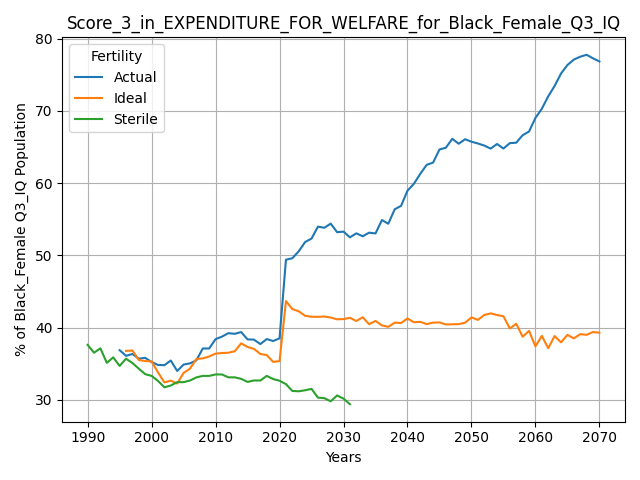 Score_3_in_EXPENDITURE_FOR_WELFARE_for_Black_Female_Q3_IQ
% of Black_Female Q3_IQ Population
80
70
60
50
40
30
Fertility
Actual
Ideal
Sterile
1990 2000 2010 2020 2030 2040 2050 2060 2070
Years